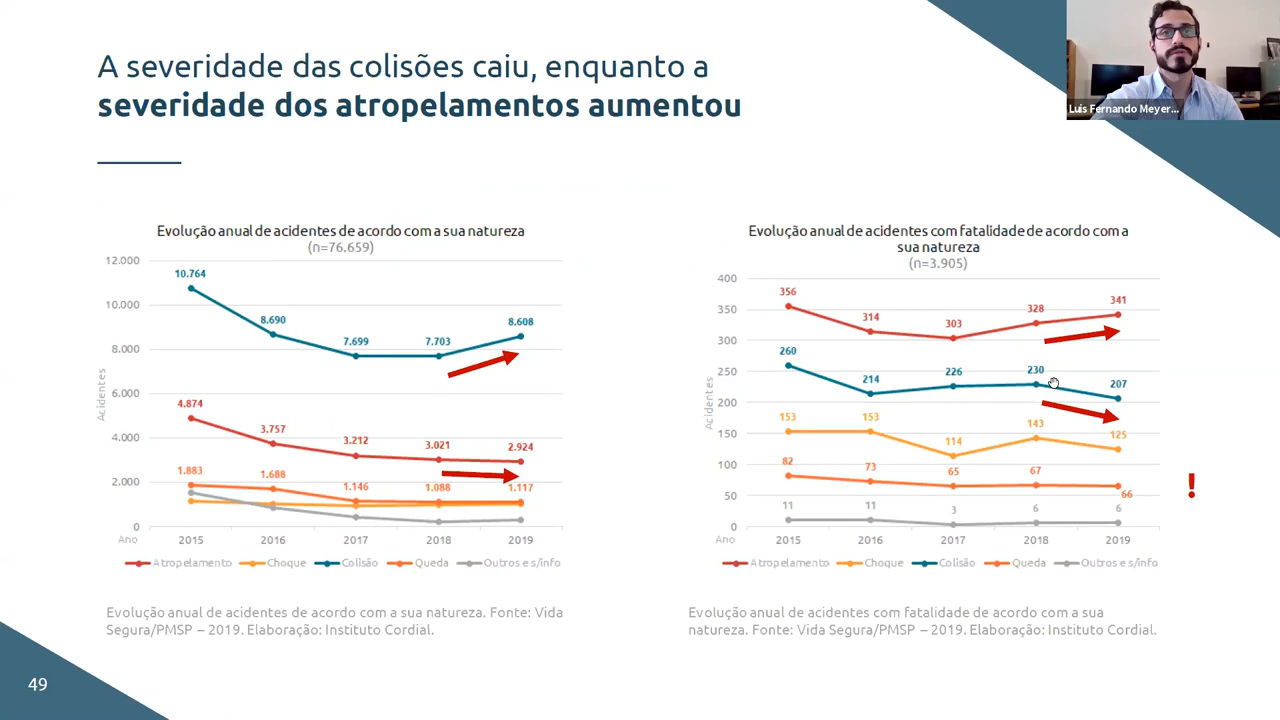 A severidade das colisões caiu, enquanto a
severidade dos atropelamentos aumentou
Luis Fernando Meyer...
Evolução anual de acidentes de acordo com a sua natureza
(n=76.659)
12.000
10.000
8.000
6.000
4.000
2.000
0
Acidentes
10.764
8.690
7.699
7.703
8.608
4.874
3.757
3.212
3.021
2.924
1.883
1.688
1.146
1.088
1.117
Ano
2015 2016 2017 2018 2019
Atropelamento Choque Colisão Queda Outros e s/info
Evolução anual de acidentes de acordo com a sua natureza. Fonte: Vida
Segura/PMSP – 2019. Elaboração: Instituto Cordial.
Evolução anual de acidentes com fatalidade de acordo com a
sua natureza
(n=3.905)
400
350
300
250
200
150
100
50
0
Acidentes
356
314
303
328
341
260
214
226
230
207
153
153
114
143
125
82
73
65
67
66
11
11
3
6
6
!
Ano
2015 2016 2017 2018 2019
Atropelamento Choque Colisão Queda Outros e s/info
Evolução anual de acidentes com fatalidade de acordo com a sua
natureza. Fonte: Vida Segura/PMSP – 2019. Elaboração: Instituto Cordial.
49